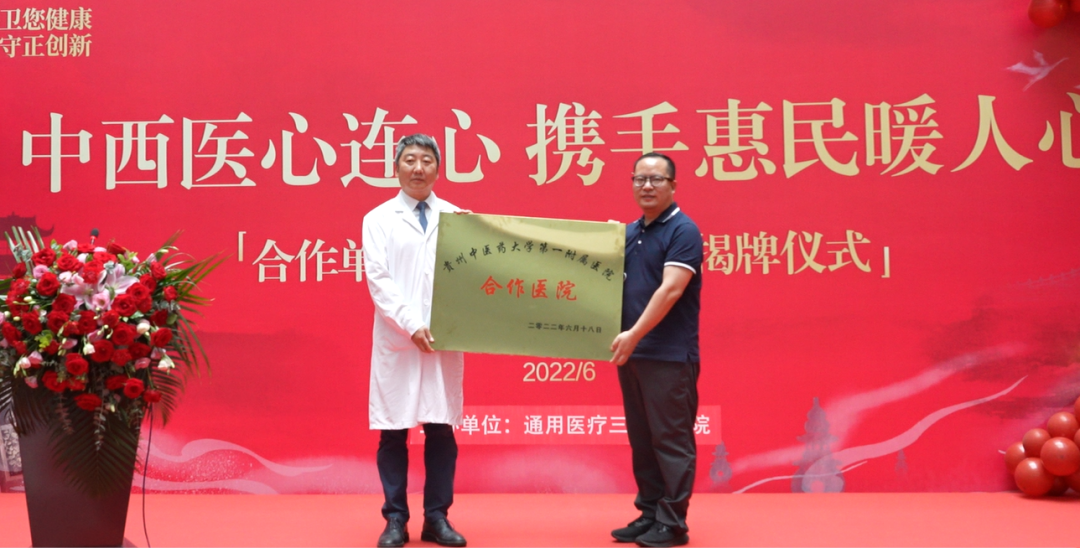 卫您健康
守正创新
中西医心连心 携手惠民暖人心
「合作单
揭牌仪式」
贵州中医药大学第一附属医院
合作医院
二零二二年六月十八日
2022/6
单位：通用医疗三
院